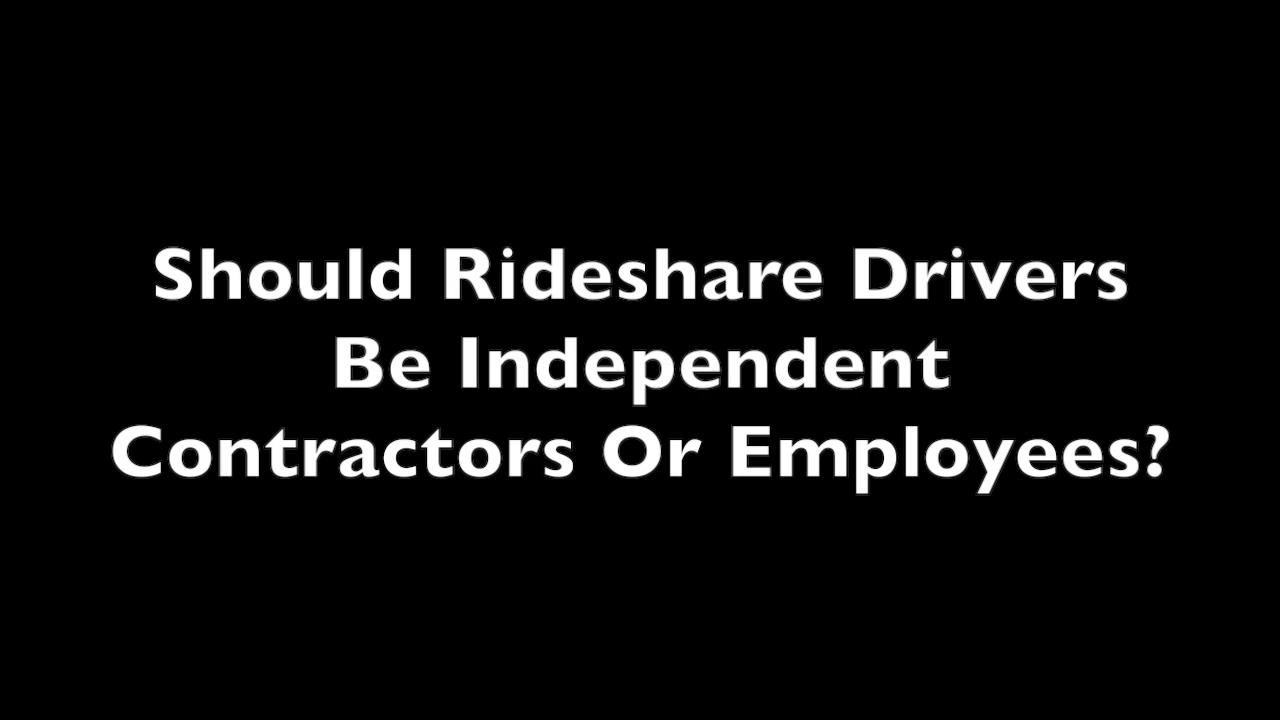 Should Rideshare Drivers
Be Independent
Contractors Or Employees?